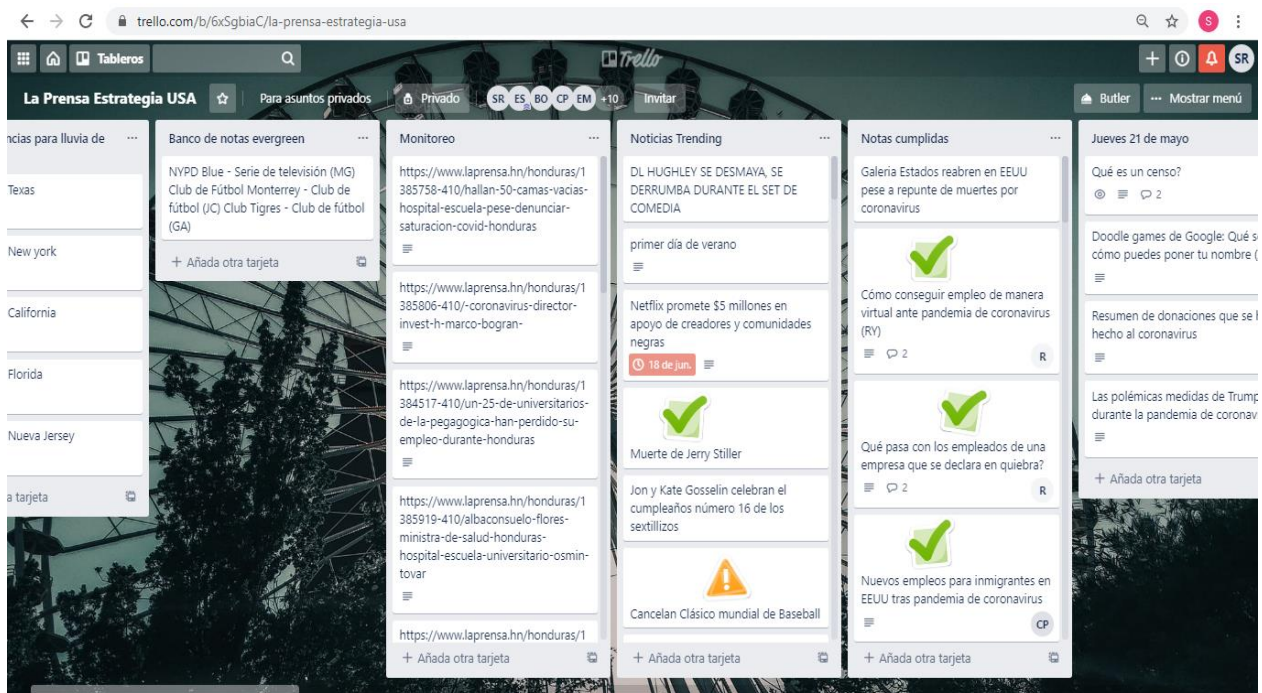 trello.com/b/6xSgbiaC/la-prensa-estrategia-usa
S
Tableros
Trello
SR
La Prensa Estrategia USA
Para asuntos privados
Privado
SR ES BO CP EM +10
Invitar
Butler
Mostrar menú
ncias para lluvia de
Texas
New york
California
Florida
Nueva Jersey
a tarjeta
Banco de notas evergreen
NYPD Blue - Serie de televisión (MG)
Club de Fútbol Monterrey - Club de
fútbol (JC) Club Tigres - Club de fútbol
(GA)
+ Añada otra tarjeta
Monitoreo
https://www.laprensa.hn/honduras/1
385758-410/hallan-50-camas-vacias-
hospital-escuela-pese-denunciar-
saturacion-covid-honduras
https://www.laprensa.hn/honduras/1
385806-410/-coronavirus-director-
invest-h-marco-bogran-
https://www.laprensa.hn/honduras/1
384517-410/un-25-de-universitarios-
de-la-pegagogica-han-perdido-su-
empleo-durante-honduras
https://www.laprensa.hn/honduras/1
385919-410/albaconsuelo-flores-
ministra-de-salud-honduras-
hospital-escuela-universitario-osmin-
tovar
https://www.laprensa.hn/honduras/1
+ Añada otra tarjeta
Noticias Trending
DL HUGHLEY SE DESMAYA, SE
DERRUMBA DURANTE EL SET DE
COMEDIA
primer día de verano
Netflix promete $5 millones en
apoyo de creadores y comunidades
negras
18 de jun.
Muerte de Jerry Stiller
Jon y Kate Gosselin celebran el
cumpleaños número 16 de los
sextillizos
Cancelan Clásico mundial de Baseball
+ Añada otra tarjeta
Notas cumplidas
Galeria Estados reabren en EEUU
pese a repunte de muertes por
coronavirus
Cómo conseguir empleo de manera
virtual ante pandemia de coronavirus
(RY)
2
R
Qué pasa con los empleados de una
empresa que se declara en quiebra?
2
R
Nuevos empleos para inmigrantes en
EEUU tras pandemia de coronavirus
CP
+ Añada otra tarjeta
Jueves 21 de mayo
Qué es un censo?
2
Doodle games de Google: Qué s
cómo puedes poner tu nombre (
Resumen de donaciones que se h
hecho al coronavirus
Las polémicas medidas de Trump
durante la pandemia de coronav
+ Añada otra tarjeta